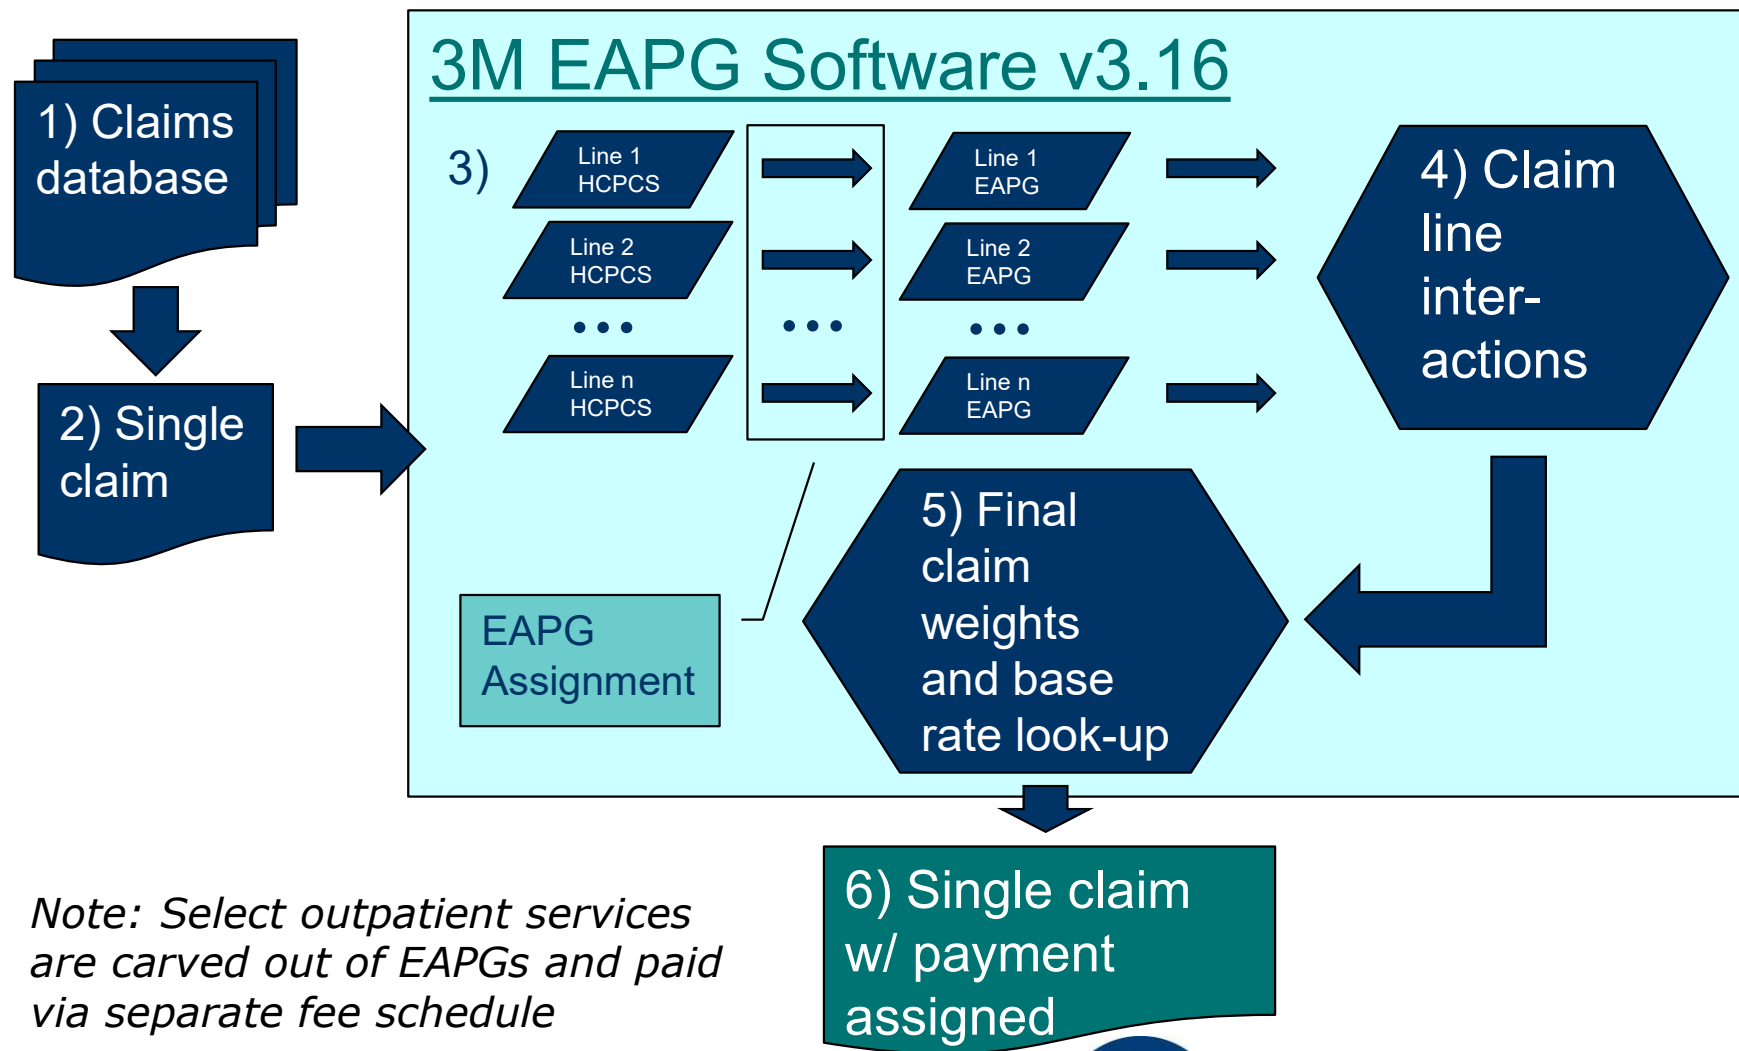 3M EAPG Software v3.16
1) Claims
database
2) Single
claim
3)
Line 1
HCPCS
Line 1
EAPG
Line 2
HCPCS
Line 2
EAPG
• • •
• • •
• • •
Line n
HCPCS
Line n
EAPG
EAPG
Assignment
4) Claim
line
inter-
actions
5) Final
claim
weights
and base
rate look-up
6) Single claim
w/ payment
assigned
Note: Select outpatient services
are carved out of EAPGs and paid
via separate fee schedule